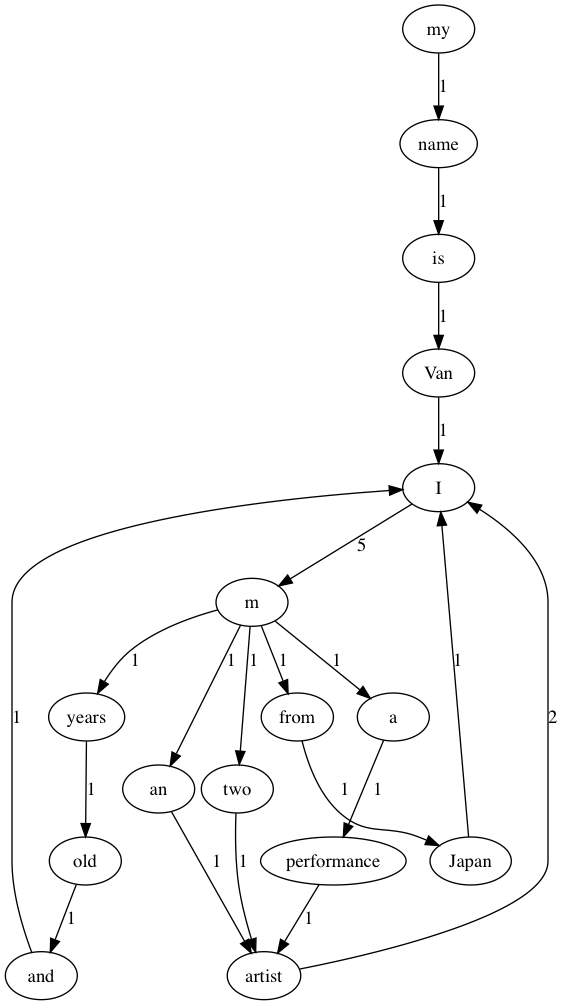 my
1
name
1
is
1
Van
1
I
5
m
1 1 1 1 1
years from a
an two
1 1 1 1 2
1 1 1
old performance Japan
1 1
and artist